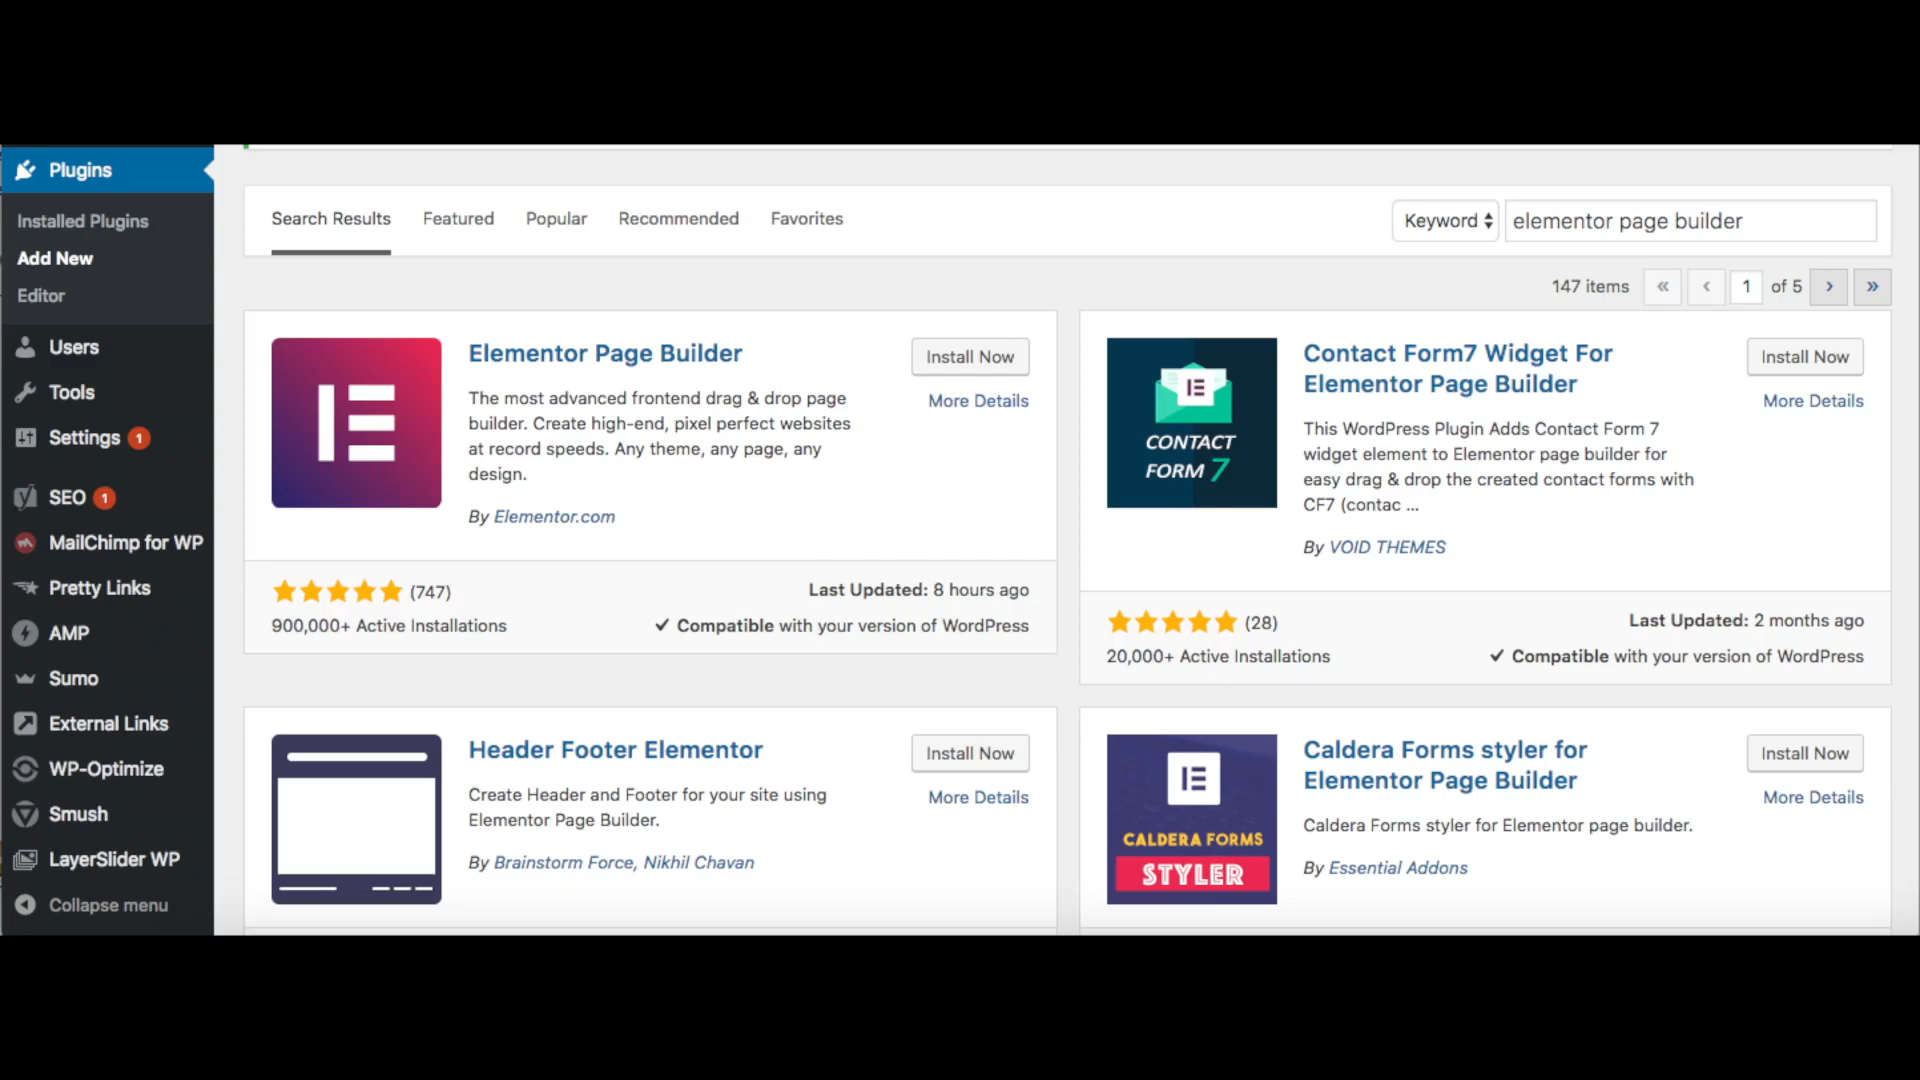 Plugins
Installed Plugins
Add New
Editor
Users
Tools
Settings 1
SEO 1
MailChimp for WP
Pretty Links
AMP
Sumo
External Links
WP-Optimize
Smush
LayerSlider WP
Collapse menu
Search Results Featured Popular Recommended Favorites
Keyword elementor page builder
147 items « ‹ 1 of 5 › »
Elementor Page Builder
Install Now
More Details
The most advanced frontend drag & drop page
builder. Create high-end, pixel perfect websites
at record speeds. Any theme, any page, any
design.
By Elementor.com
(747)
Last Updated: 8 hours ago
900,000+ Active Installations
✓ Compatible with your version of WordPress
CONTACT
FORM 7
Contact Form7 Widget For
Elementor Page Builder
Install Now
More Details
This WordPress Plugin Adds Contact Form 7
widget element to Elementor page builder for
easy drag & drop the created contact forms with
CF7 (contac ...
By VOID THEMES
(28)
Last Updated: 2 months ago
20,000+ Active Installations
✓ Compatible with your version of WordPress
Header Footer Elementor
Install Now
More Details
Create Header and Footer for your site using
Elementor Page Builder.
By Brainstorm Force, Nikhil Chavan
CALDERA FORMS
STYLER
Caldera Forms styler for
Elementor Page Builder
Install Now
More Details
Caldera Forms styler for Elementor page builder.
By Essential Addons